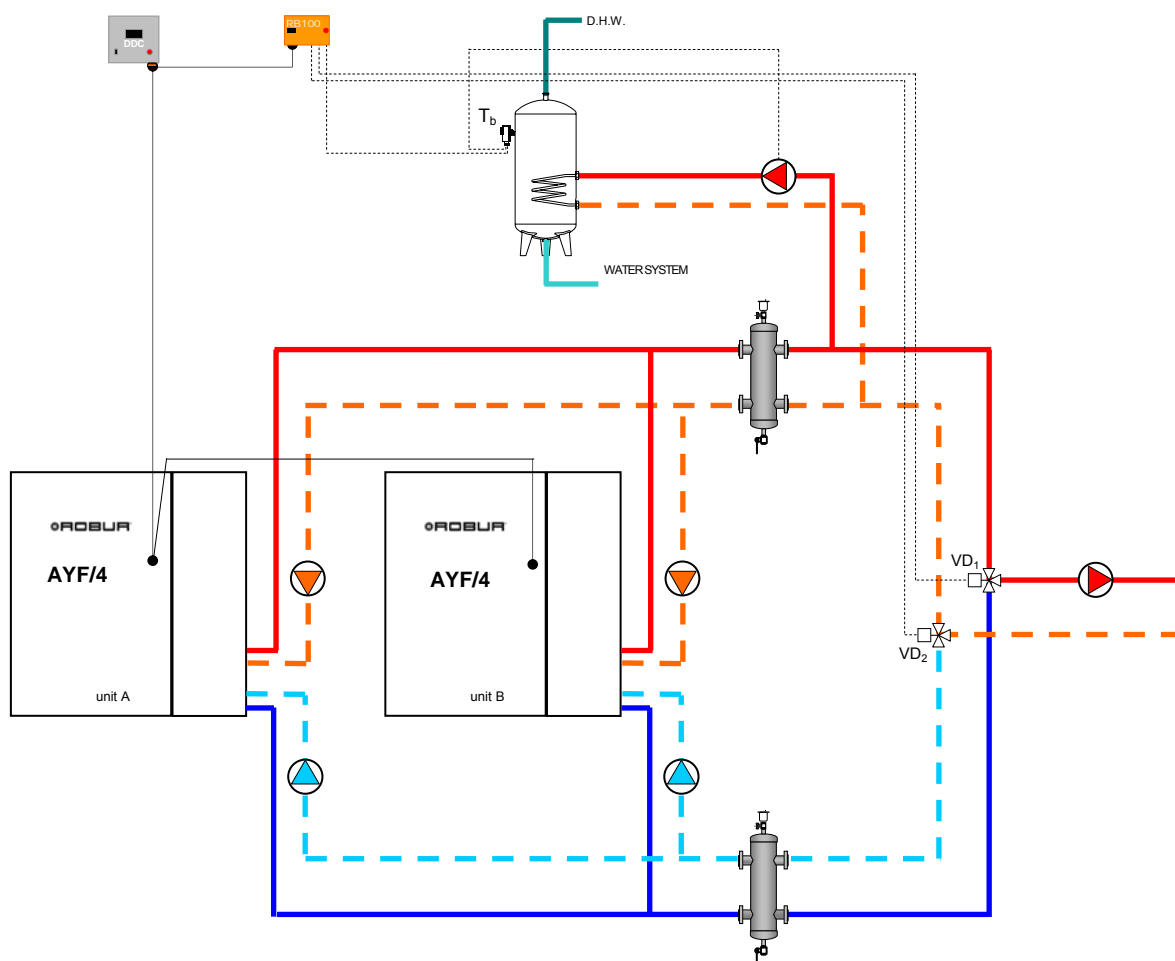 D.H.W.
RB100
DDC
Tb
WATER SYSTEM
ROBUR
AYF/4
unit A
ROBUR
AYF/4
unit B
VD1
VD2